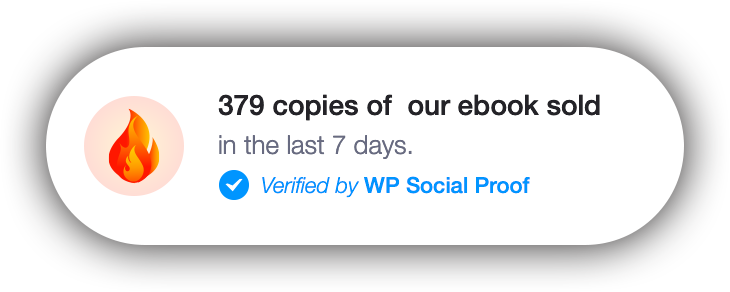 379 copies of  our ebook sold
in the last 7 days.
Verified by WP Social Proof